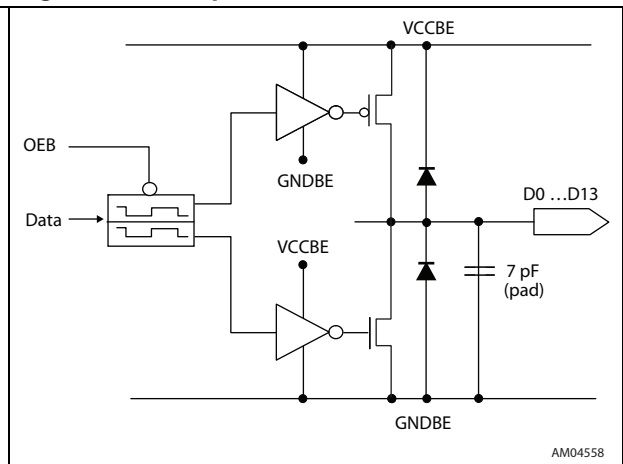 VCCBE
OEB
GNDBE
D0 …D13
Data
VCCBE
7 pF
(pad)
GNDBE
AM04558